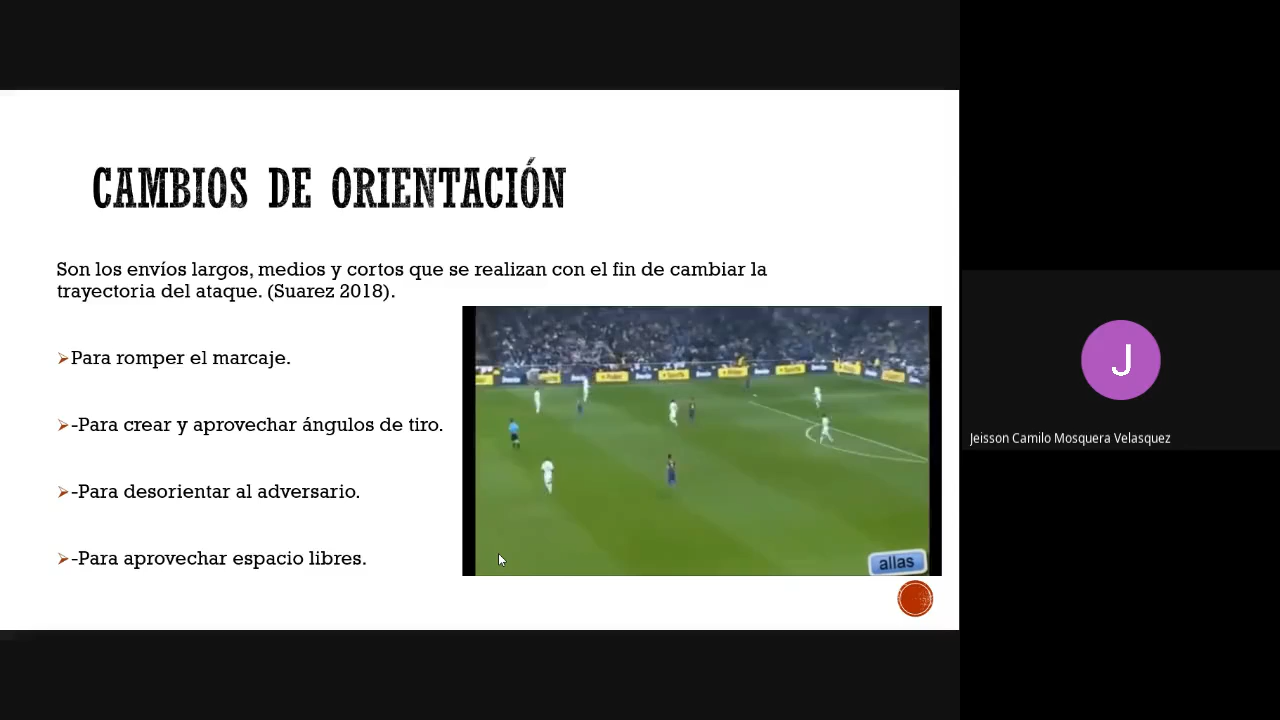 CAMBIOS DE ORIENTACIÓN
Son los envíos largos, medios y cortos que se realizan con el fin de cambiar la
trayectoria del ataque. (Suarez 2018).
➢Para romper el marcaje.
➢-Para crear y aprovechar ángulos de tiro.
➢-Para desorientar al adversario.
➢-Para aprovechar espacio libres.
allas
J
Jeisson Camilo Mosquera Velasquez